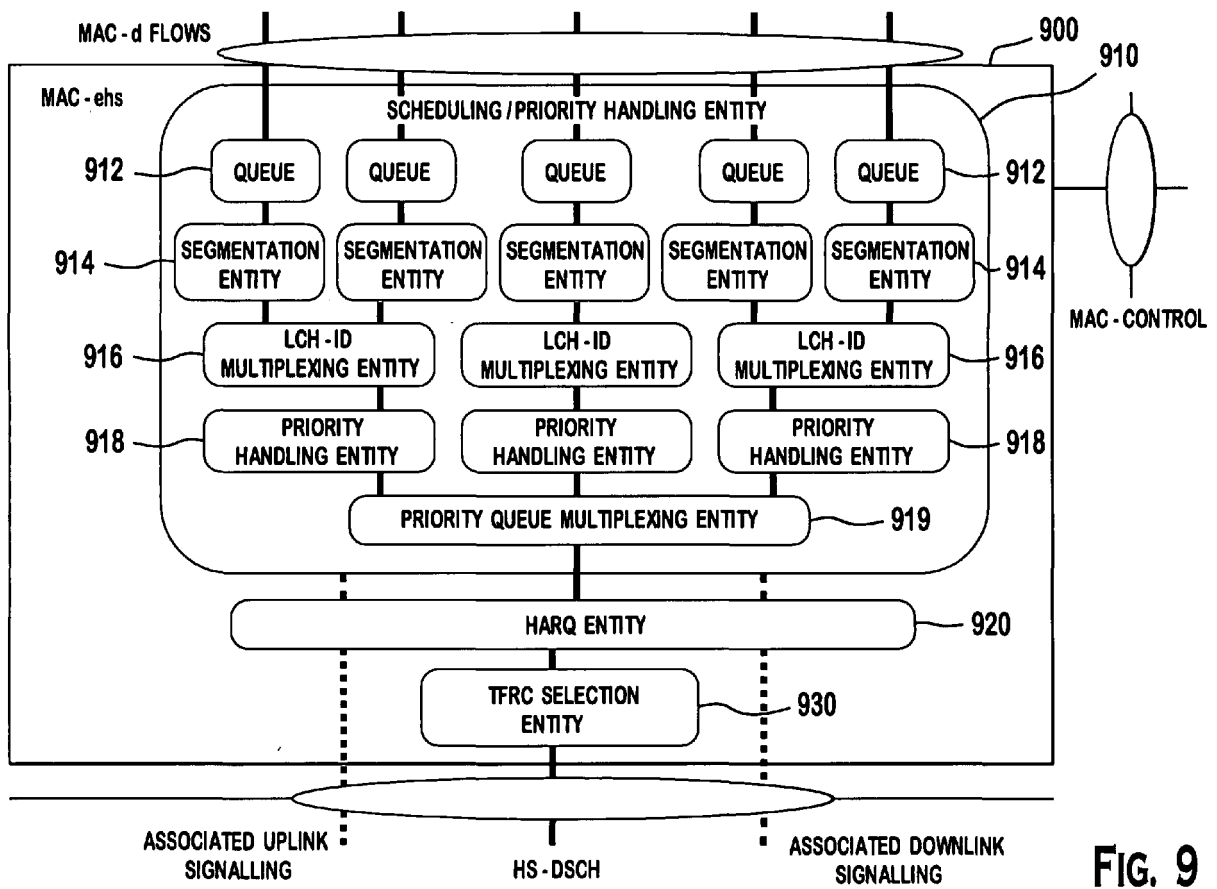 MAC-d FLOWS
900
910
MAC-ehs
SCHEDULING/PRIORITY HANDLING ENTITY
912 QUEUE QUEUE QUEUE QUEUE QUEUE 912
914 SEGMENTATION ENTITY SEGMENTATION ENTITY SEGMENTATION ENTITY SEGMENTATION ENTITY SEGMENTATION ENTITY 914
MAC-CONTROL
916 LCH-ID MULTIPLEXING ENTITY LCH-ID MULTIPLEXING ENTITY LCH-ID MULTIPLEXING ENTITY 916
918 PRIORITY HANDLING ENTITY PRIORITY HANDLING ENTITY PRIORITY HANDLING ENTITY 918
PRIORITY QUEUE MULTIPLEXING ENTITY 919
HARQ ENTITY 920
TFRC SELECTION
ENTITY
930
ASSOCIATED UPLINK
SIGNALLING
HS-DSCH
ASSOCIATED DOWNLINK
SIGNALLING
FIG. 9